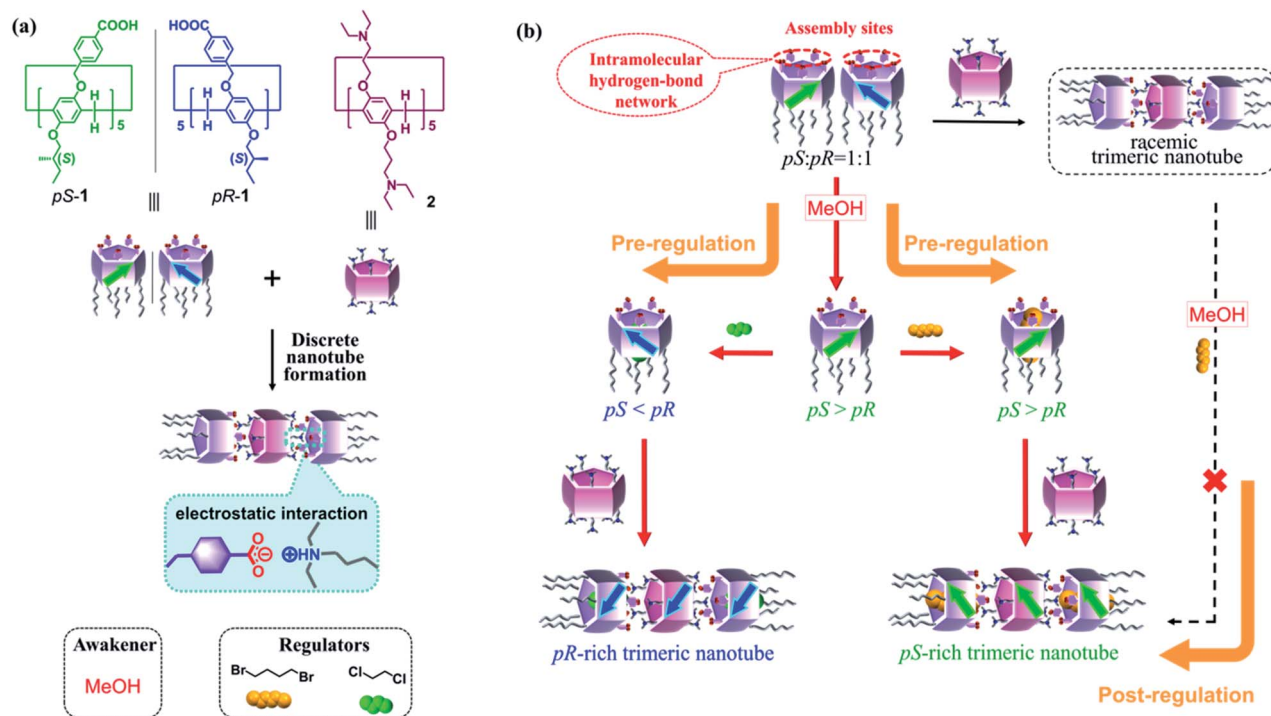 (a)
COOH
HOOC
N
O
O
O
H
H
5
5
H
H
O
O
H
H
5
O
(S)
(S)
O
N
pS-1
pR-1
2
+
Discrete
nanotube
formation
electrostatic interaction
O
O
⊖
⊕HN
Awakener
MeOH
Regulators
Br
Br
Cl
Cl
(b)
Assembly sites
Intramolecular
hydrogen-bond
network
pS:pR=1:1
racemic
trimeric nanotube
MeOH
Pre-regulation
Pre-regulation
MeOH
pS < pR
pS > pR
pS > pR
pR-rich trimeric nanotube
pS-rich trimeric nanotube
Post-regulation